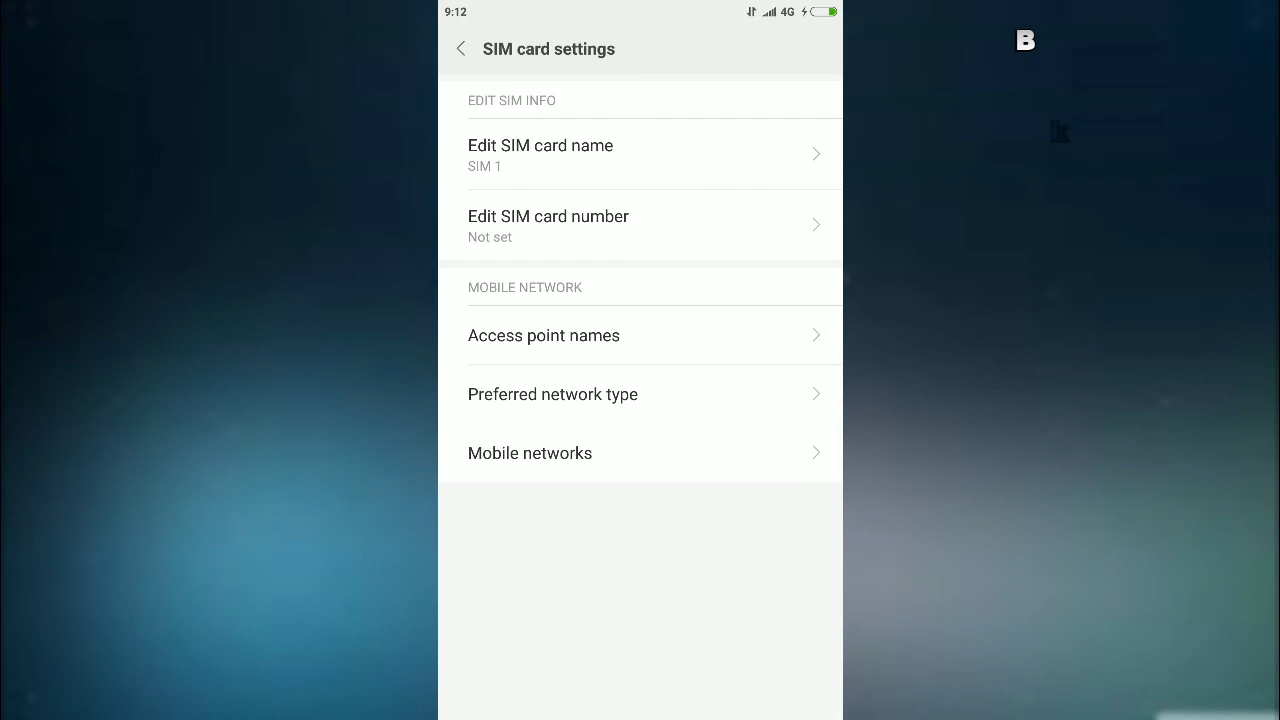 9:12
4G
SIM card settings
EDIT SIM INFO
Edit SIM card name
SIM 1
Edit SIM card number
Not set
MOBILE NETWORK
Access point names
Preferred network type
Mobile networks
B